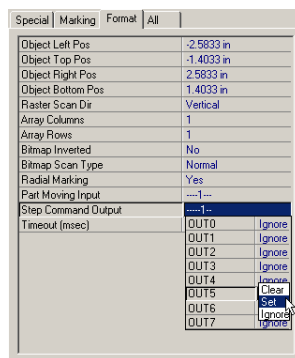 Special Marking Format All
Object Left Pos -2.5833 in
Object Top Pos -1.4033 in
Object Right Pos 2.5833 in
Object Bottom Pos 1.4033 in
Raster Scan Dir Vertical
Array Columns 1
Array Rows 1
Bitmap Inverted No
Bitmap Scan Type Normal
Radial Marking Yes
Part Moving Input ----1---
Step Command Output -----1--
Timeout (msec)
OUT0 Ignore
OUT1 Ignore
OUT2 Ignore
OUT3 Ignore
OUT4 Ignore
OUT5
OUT6 Ignore
OUT7 Ignore
Clear
Set
Ignore